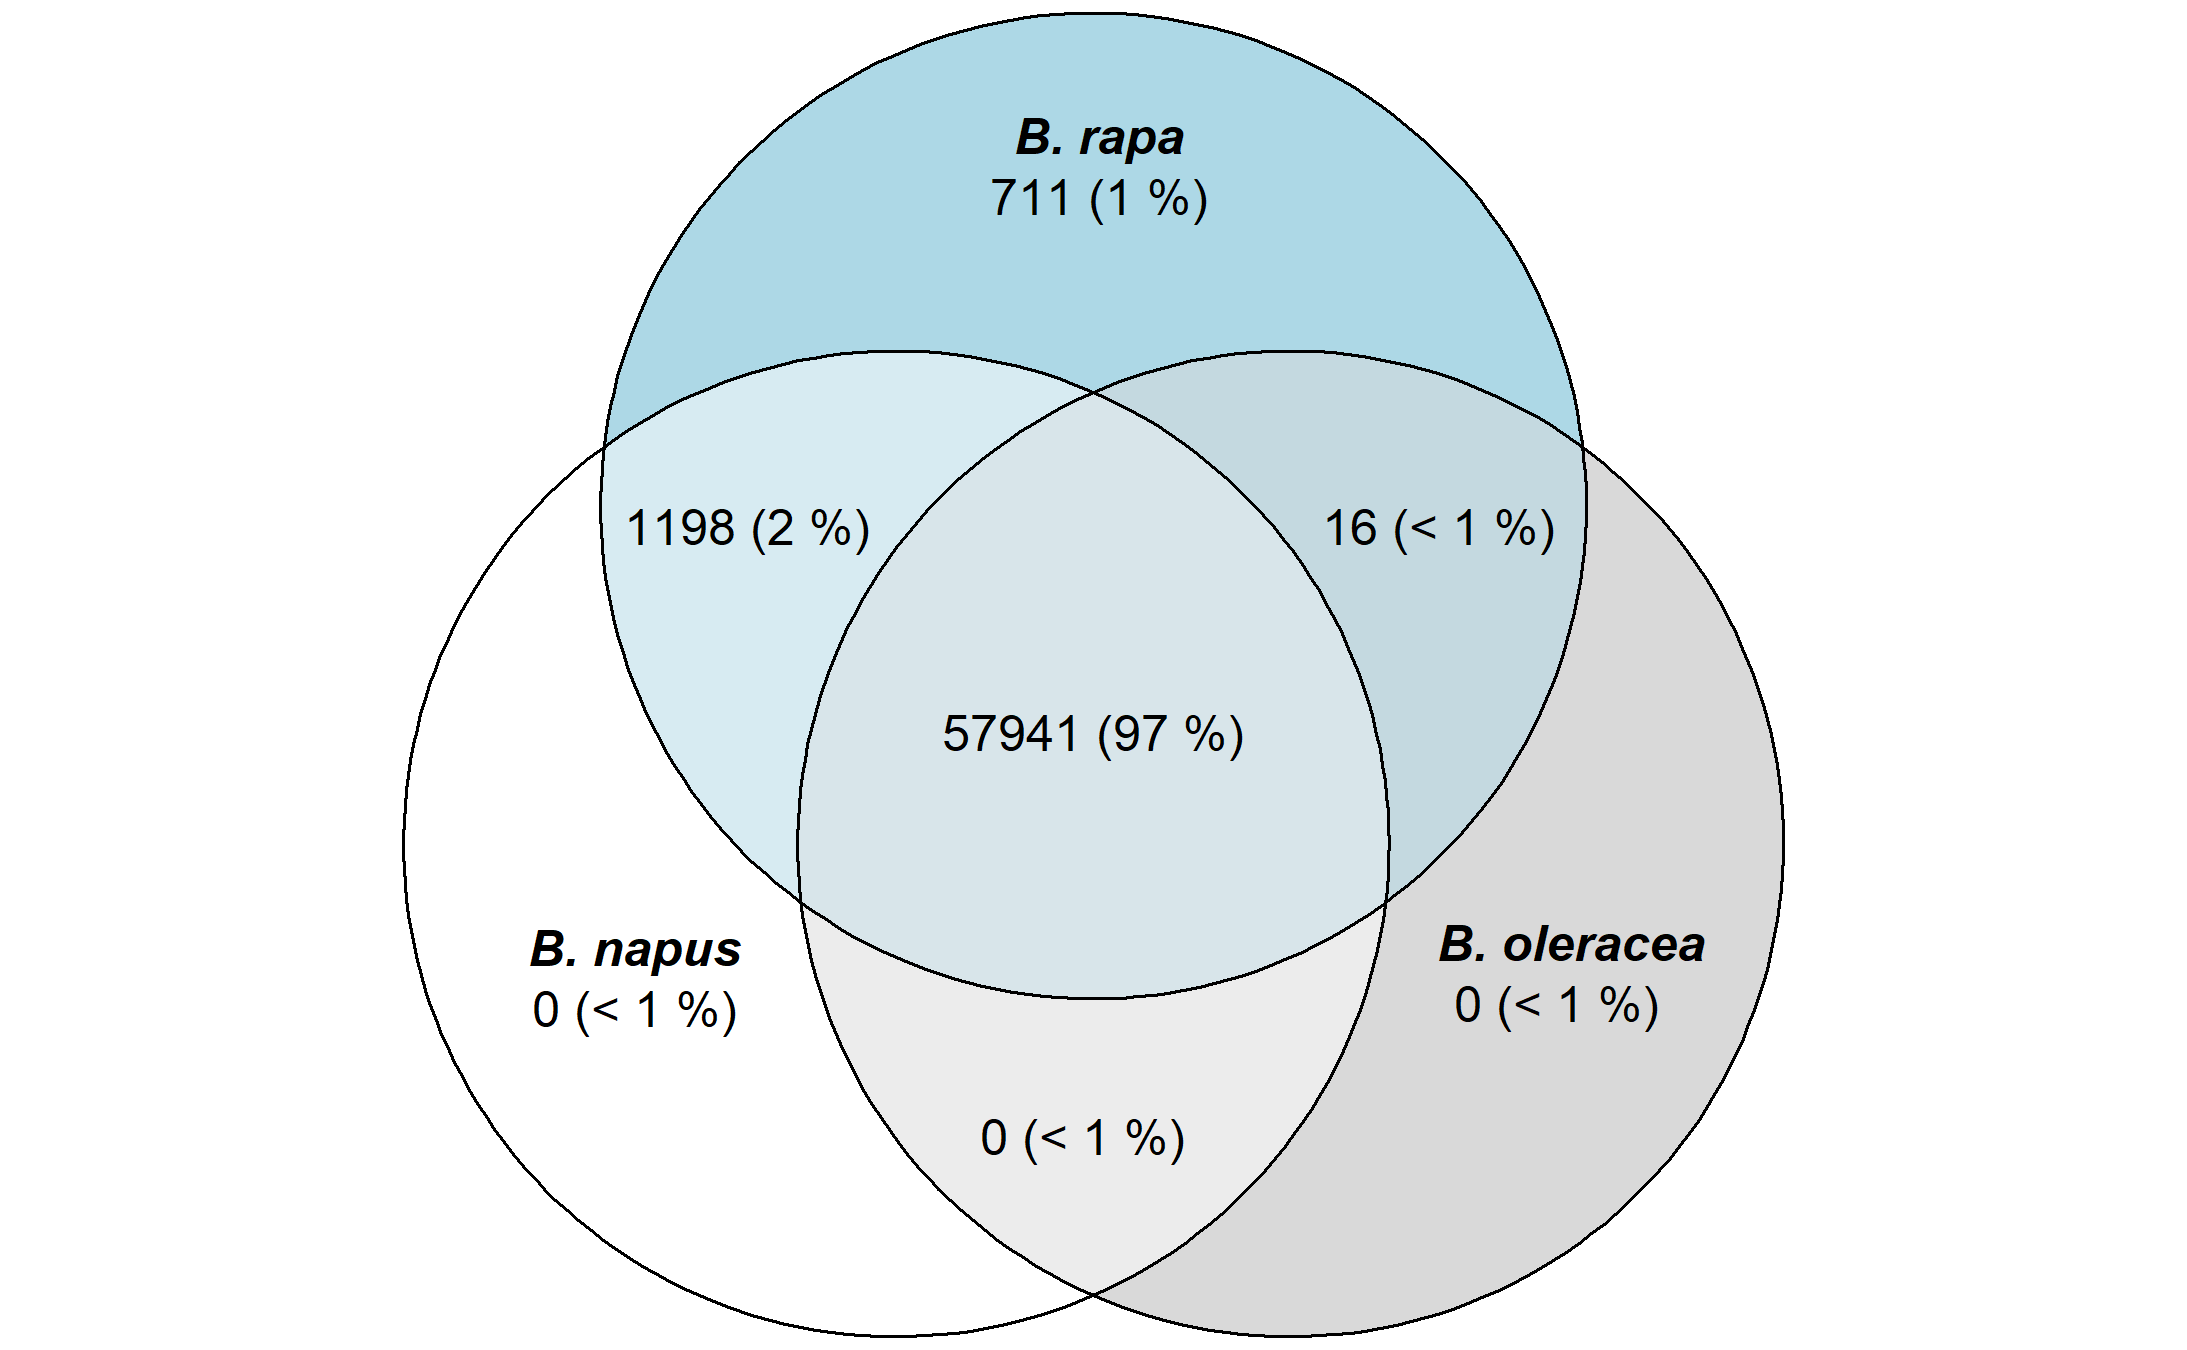 B. rapa
711 (1 %)
1198 (2 %)
16 (< 1 %)
57941 (97 %)
B. napus
0 (< 1 %)
B. oleracea
0 (< 1 %)
0 (< 1 %)